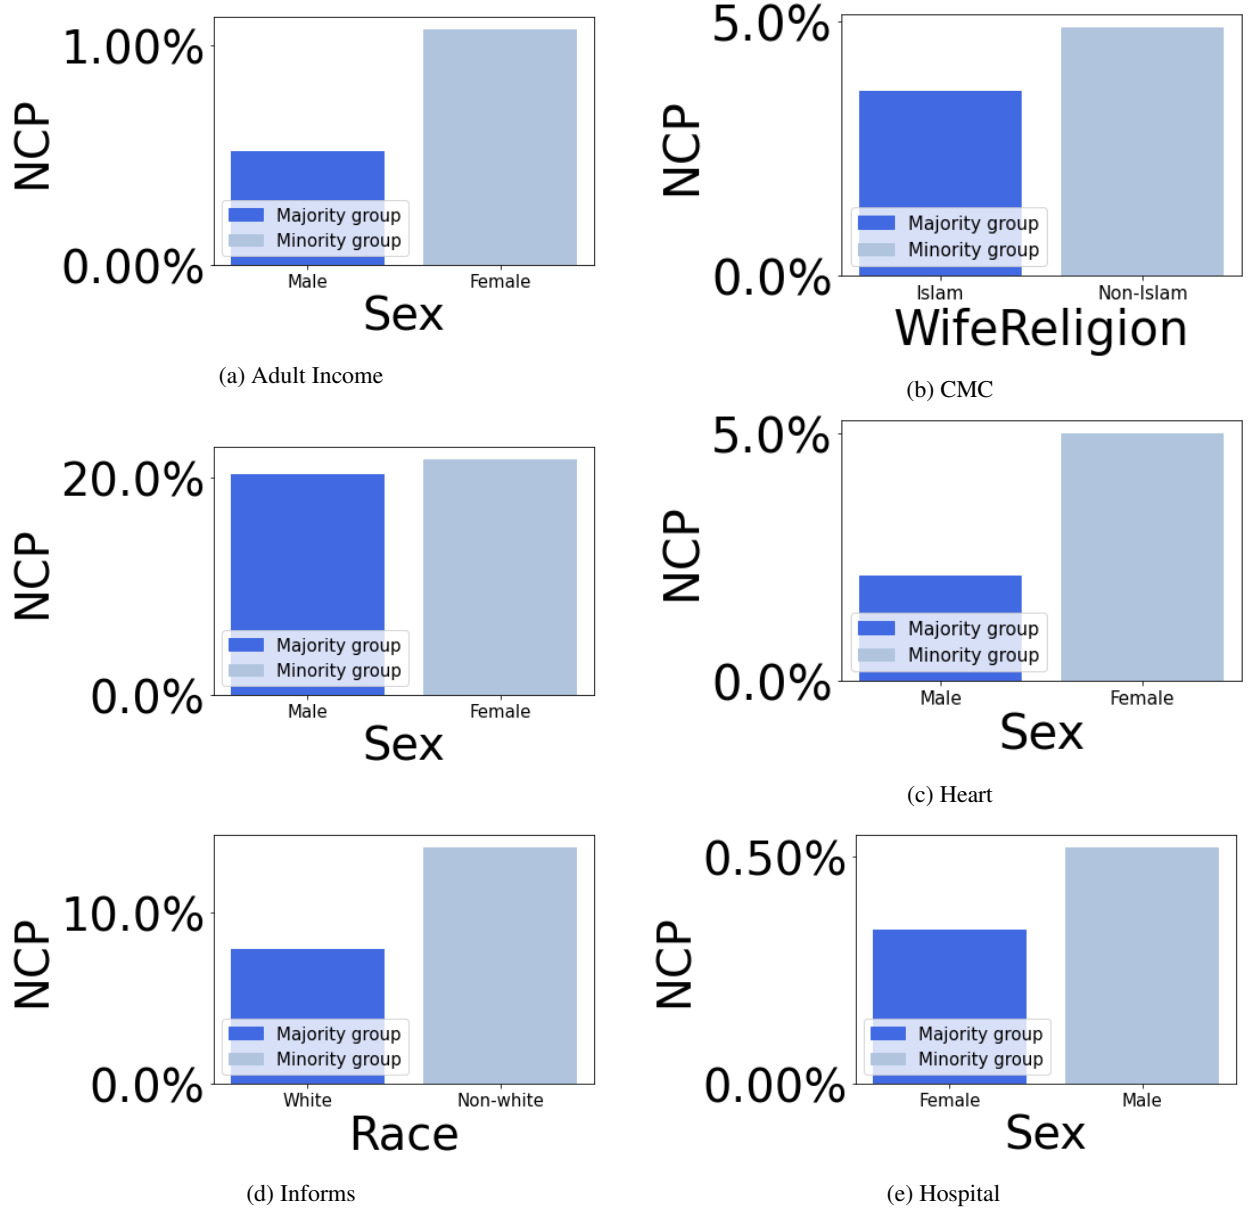 1.00%
NCP
Majority group
Minority group
0.00%
Male Female
Sex
(a) Adult Income
5.0%
NCP
Majority group
Minority group
0.0%
Islam Non-Islam
WifeReligion
(b) CMC
20.0%
NCP
Majority group
Minority group
0.0%
Male Female
Sex
5.0%
NCP
Majority group
Minority group
0.0%
Male Female
Sex
(c) Heart
10.0%
NCP
Majority group
Minority group
0.0%
White Non-white
Race
(d) Informs
0.50%
NCP
Majority group
Minority group
0.00%
Female Male
Sex
(e) Hospital